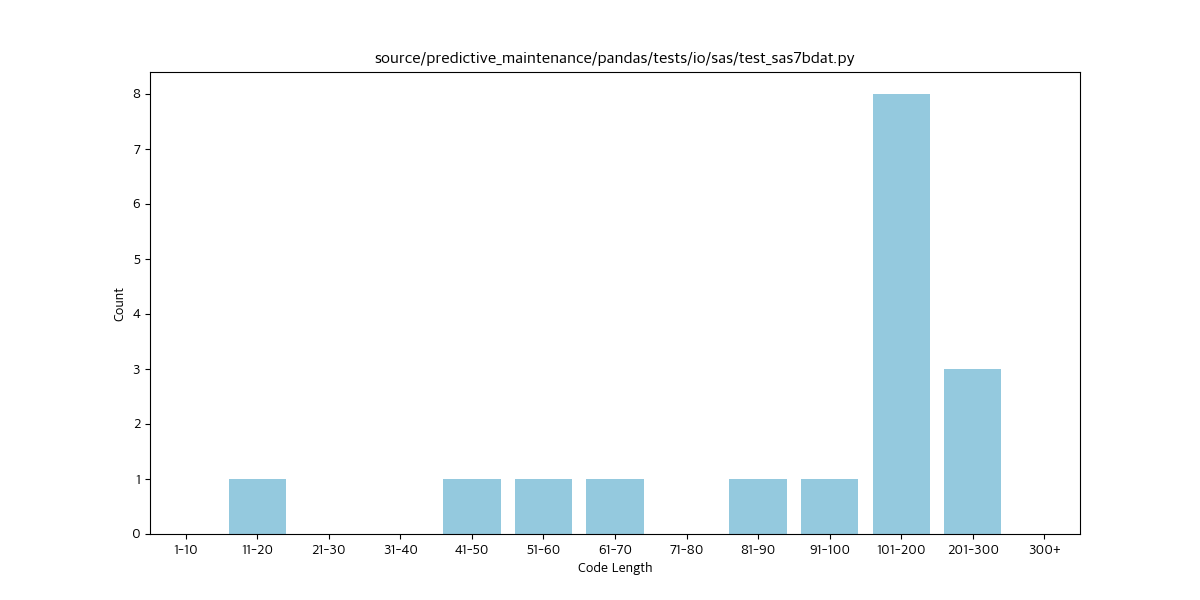 source/predictive_maintenance/pandas/tests/io/sas/test_sas7bdat.py
8
7
6
5
4
3
2
1
0
Count
1-10 11-20 21-30 31-40 41-50 51-60 61-70 71-80 81-90 91-100 101-200 201-300 300+
Code Length